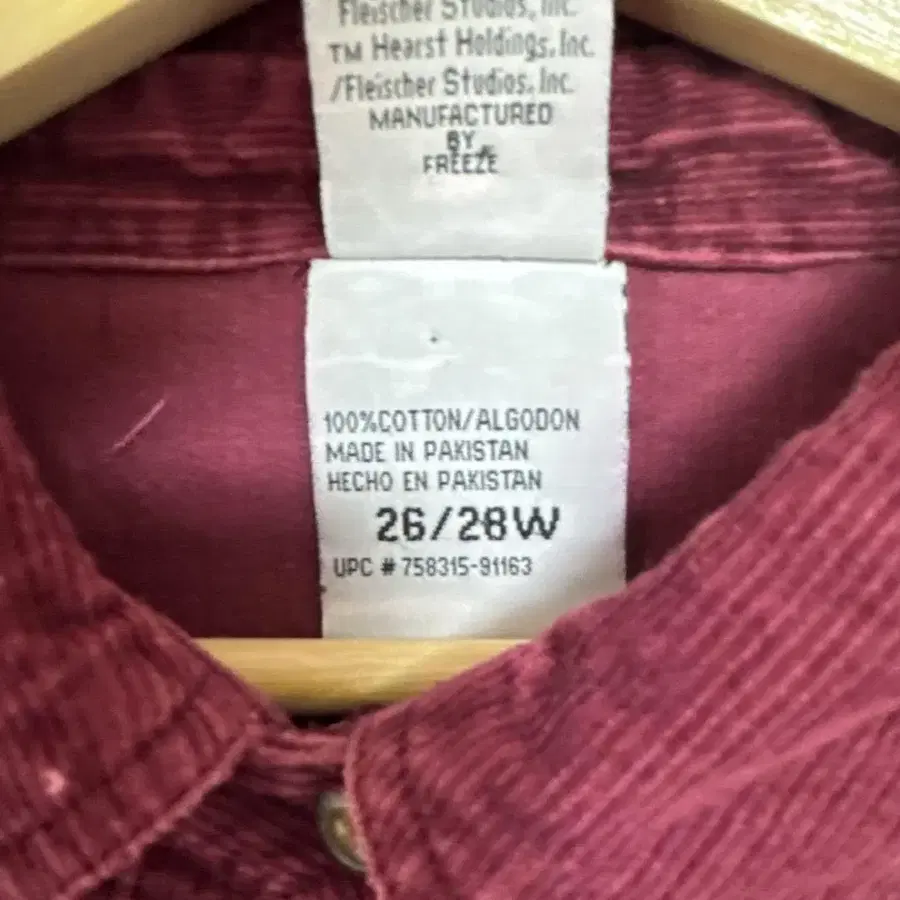 Fleischer Studios, Inc.
TM Hearst Holdings, Inc.
/Fleischer Studios, Inc.
MANUFACTURED
BY
FREEZE
100%COTTON/ALGODON
MADE IN PAKISTAN
HECHO EN PAKISTAN
26/28W
UPC # 758315-91163